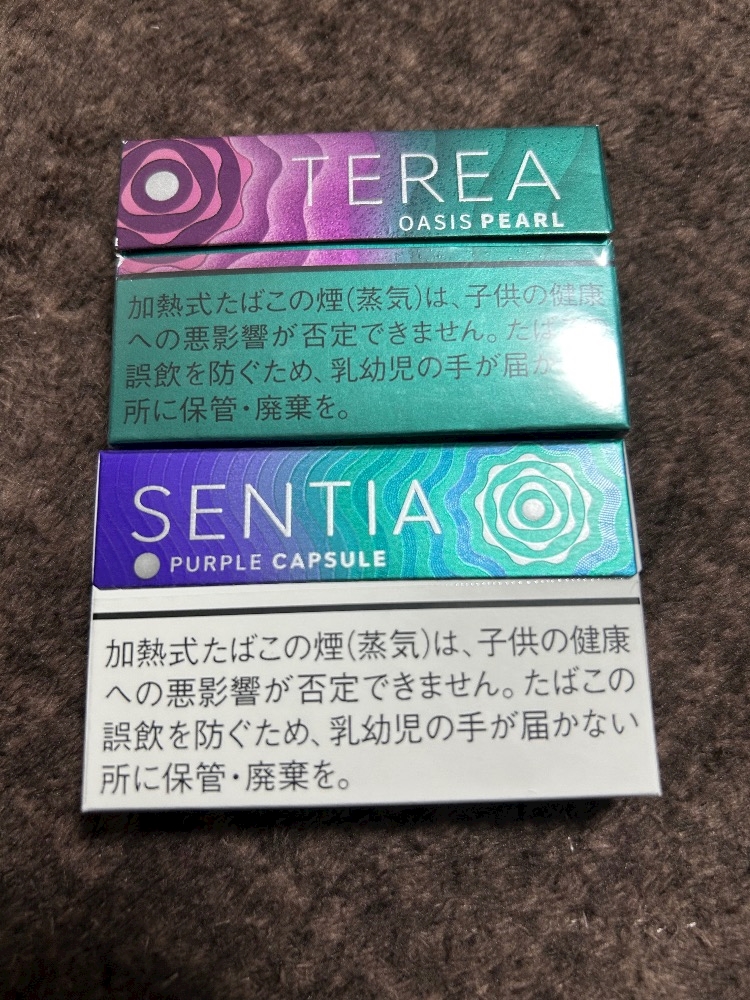 TEREA
OASIS PEARL
加熱式たばこの煙(蒸気)は、子供の健康
への悪影響が否定できません。たば
誤飲を防ぐため、乳幼児の手が届か
所に保管・廃棄を。
SENTIA
PURPLE CAPSULE
加熱式たばこの煙(蒸気)は、子供の健康
への悪影響が否定できません。たばこの
誤飲を防ぐため、乳幼児の手が届かない
所に保管・廃棄を。